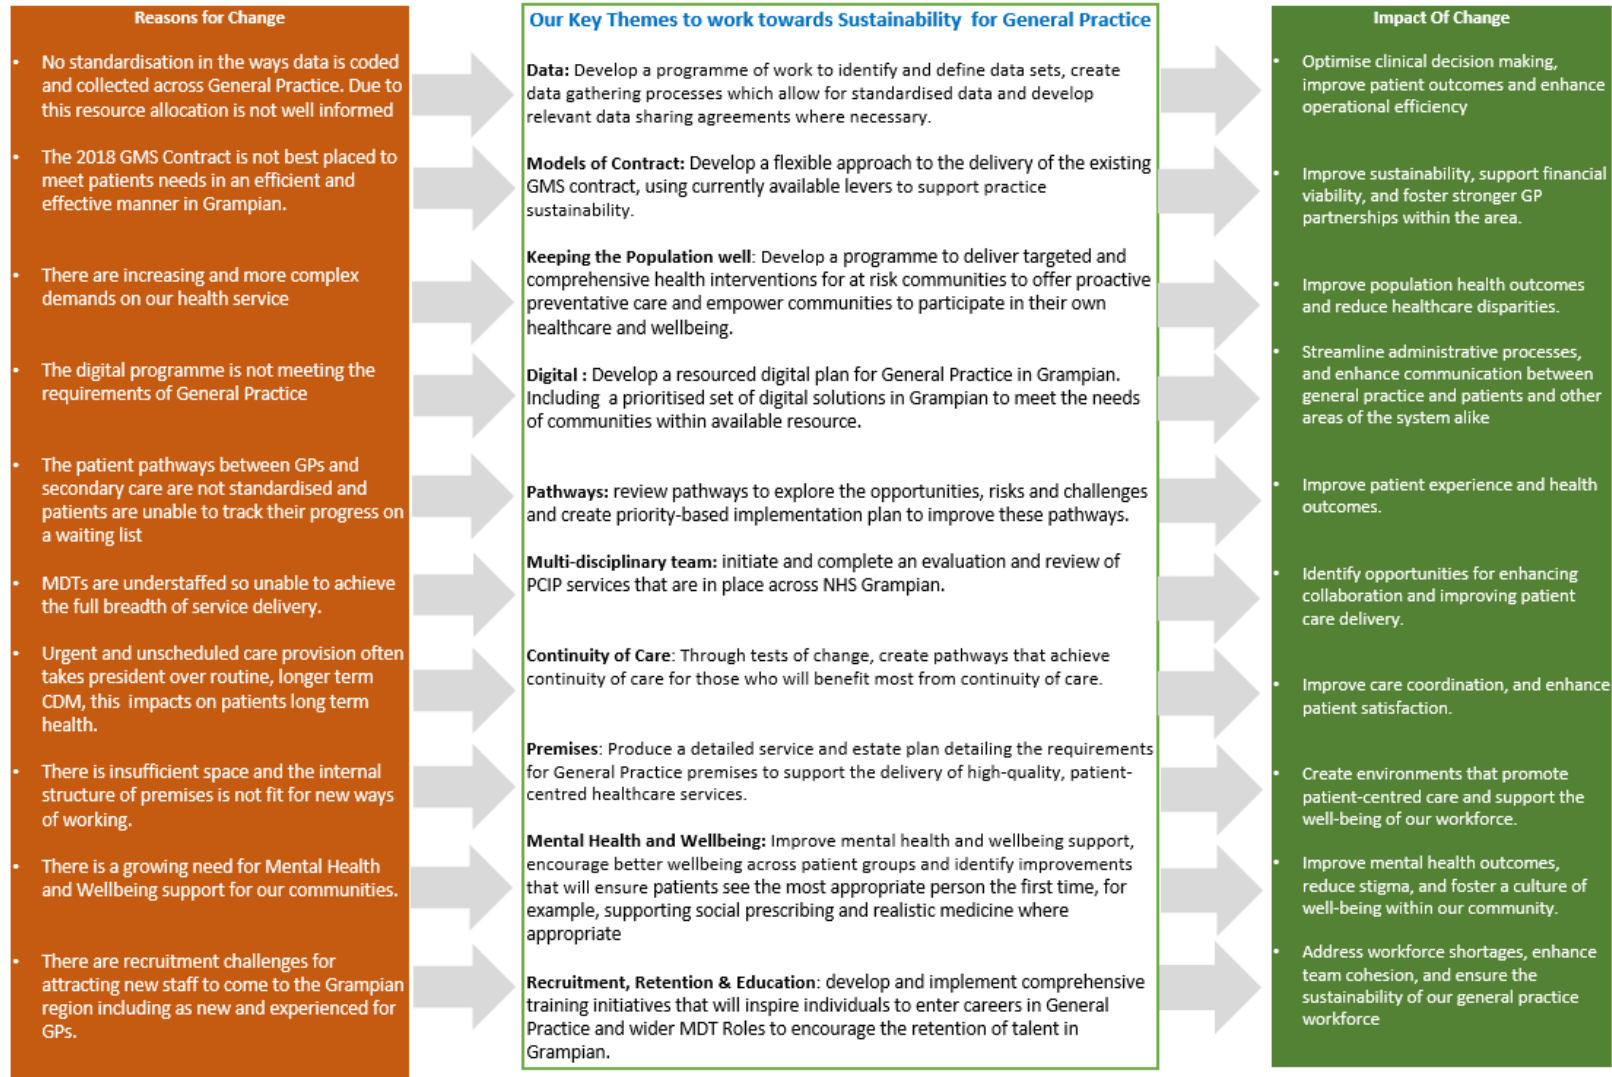 Reasons for Change
• No standardisation in the ways data is coded
and collected across General Practice. Due to
this resource allocation is not well informed
• The 2018 GMS Contract is not best placed to
meet patients needs in an efficient and
effective manner in Grampian.
• There are increasing and more complex
demands on our health service
• The digital programme is not meeting the
requirements of General Practice
• The patient pathways between GPs and
secondary care are not standardised and
patients are unable to track their progress on
a waiting list
• MDTs are understaffed so unable to achieve
the full breadth of service delivery.
• Urgent and unscheduled care provision often
takes president over routine, longer term
CDM, this  impacts on patients long term
health.
• There is insufficient space and the internal
structure of premises is not fit for new ways
of working.
• There is a growing need for Mental Health
and Wellbeing support for our communities.
• There are recruitment challenges for
attracting new staff to come to the Grampian
region including as new and experienced for
GPs.
Our Key Themes to work towards Sustainability  for General Practice
Data: Develop a programme of work to identify and define data sets, create
data gathering processes which allow for standardised data and develop
relevant data sharing agreements where necessary.
Models of Contract: Develop a flexible approach to the delivery of the existing
GMS contract, using currently available levers to support practice
sustainability.
Keeping the Population well: Develop a programme to deliver targeted and
comprehensive health interventions for at risk communities to offer proactive
preventative care and empower communities to participate in their own
healthcare and wellbeing.
Digital : Develop a resourced digital plan for General Practice in Grampian.
Including  a prioritised set of digital solutions in Grampian to meet the needs
of communities within available resource.
Pathways: review pathways to explore the opportunities, risks and challenges
and create priority-based implementation plan to improve these pathways.
Multi-disciplinary team: initiate and complete an evaluation and review of
PCIP services that are in place across NHS Grampian.
Continuity of Care: Through tests of change, create pathways that achieve
continuity of care for those who will benefit most from continuity of care.
Premises: Produce a detailed service and estate plan detailing the requirements
for General Practice premises to support the delivery of high-quality, patient-
centred healthcare services.
Mental Health and Wellbeing: Improve mental health and wellbeing support,
encourage better wellbeing across patient groups and identify improvements
that will ensure patients see the most appropriate person the first time, for
example, supporting social prescribing and realistic medicine where
appropriate
Recruitment, Retention & Education: develop and implement comprehensive
training initiatives that will inspire individuals to enter careers in General
Practice and wider MDT Roles to encourage the retention of talent in
Grampian.
Impact Of Change
• Optimise clinical decision making,
improve patient outcomes and enhance
operational efficiency
• Improve sustainability, support financial
viability, and foster stronger GP
partnerships within the area.
• Improve population health outcomes
and reduce healthcare disparities.
• Streamline administrative processes,
and enhance communication between
general practice and patients and other
areas of the system alike
• Improve patient experience and health
outcomes.
• Identify opportunities for enhancing
collaboration and improving patient
care delivery.
• Improve care coordination, and enhance
patient satisfaction.
• Create environments that promote
patient-centred care and support the
well-being of our workforce.
• Improve mental health outcomes,
reduce stigma, and foster a culture of
well-being within our community.
• Address workforce shortages, enhance
team cohesion, and ensure the
sustainability of our general practice
workforce